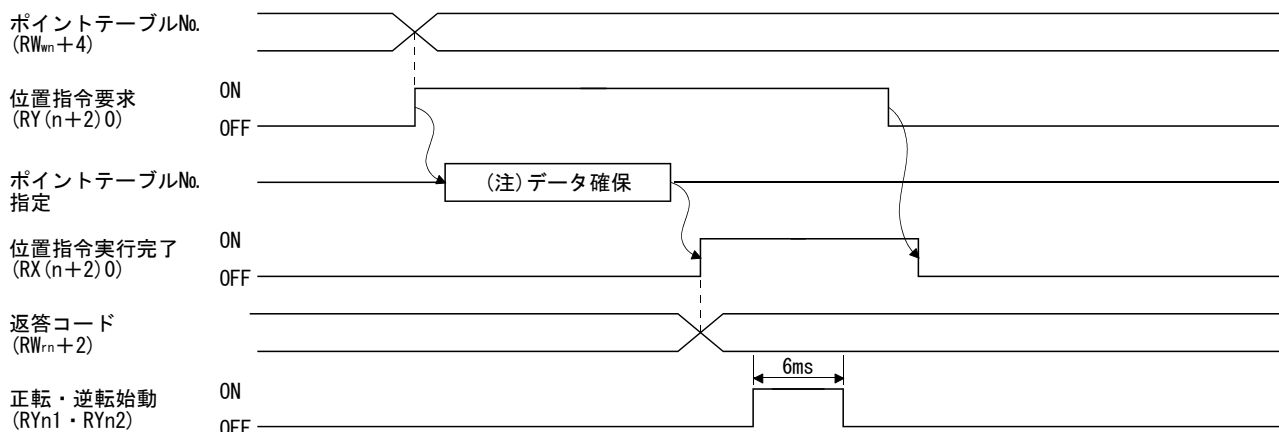 ポイントテーブルNo.
(RWwn+4)
位置指令要求
(RY(n+2)0)
ON
OFF
ポイントテーブルNo.
指定
(注)データ確保
位置指令実行完了
(RX(n+2)0)
ON
OFF
返答コード
(RWrn+2)
6ms
正転・逆転始動
(RYn1・RYn2)
ON
OFF